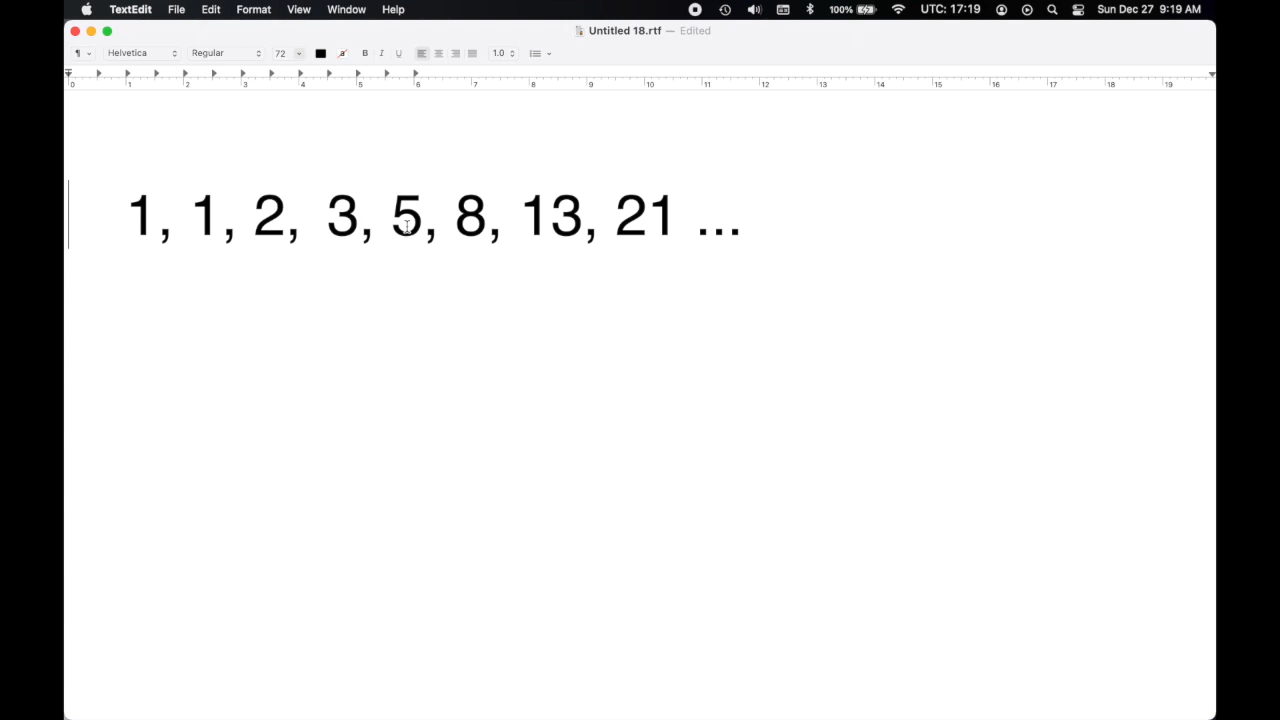 TextEdit File Edit Format View Window Help 100% UTC: 17:19 Sun Dec 27 9:19 AM
Untitled 18.rtf — Edited
¶ Helvetica Regular 72 a B I U 1.0
0 1 2 3 4 5 6 7 8 9 10 11 12 13 14 15 16 17 18 19
1, 1, 2, 3, 5, 8, 13, 21 ...